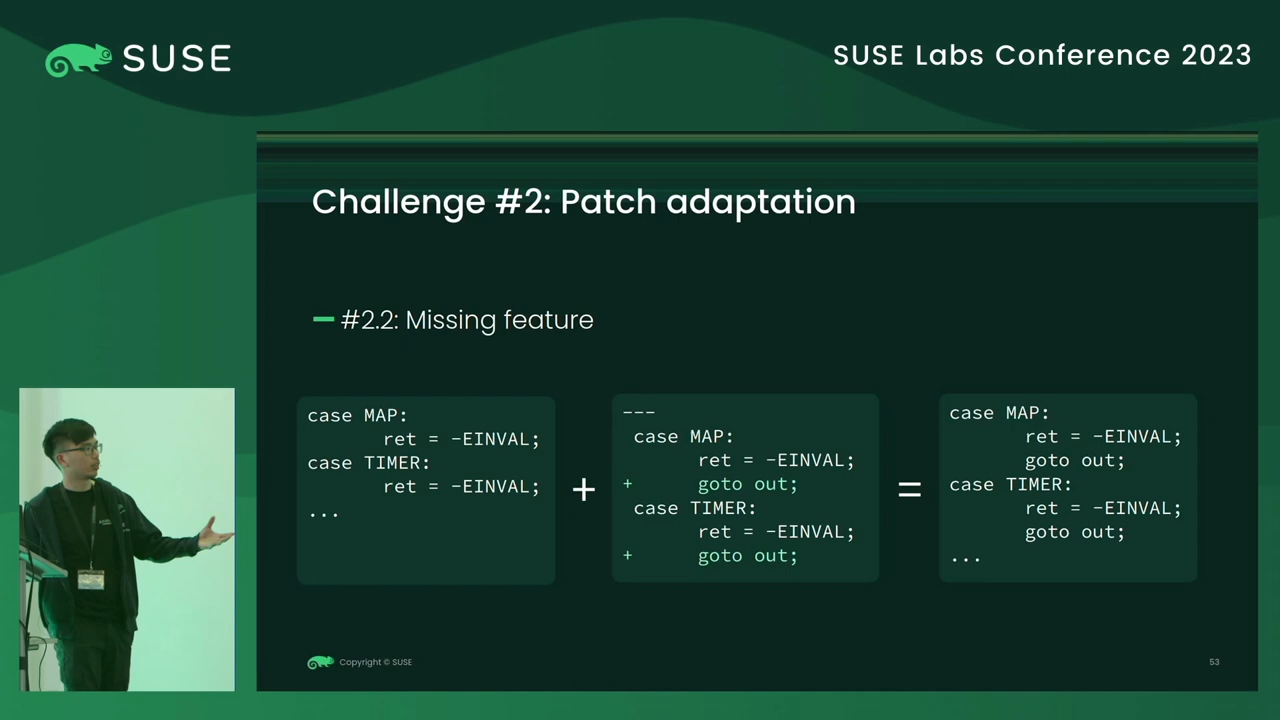 SUSE
SUSE Labs Conference 2023
Challenge #2: Patch adaptation
#2.2: Missing feature
case MAP:
ret = -EINVAL;
case TIMER:
ret = -EINVAL;
...
+
---
case MAP:
ret = -EINVAL;
+ goto out;
case TIMER:
ret = -EINVAL;
+ goto out;
=
case MAP:
ret = -EINVAL;
goto out;
case TIMER:
ret = -EINVAL;
goto out;
...
Copyright © SUSE
53